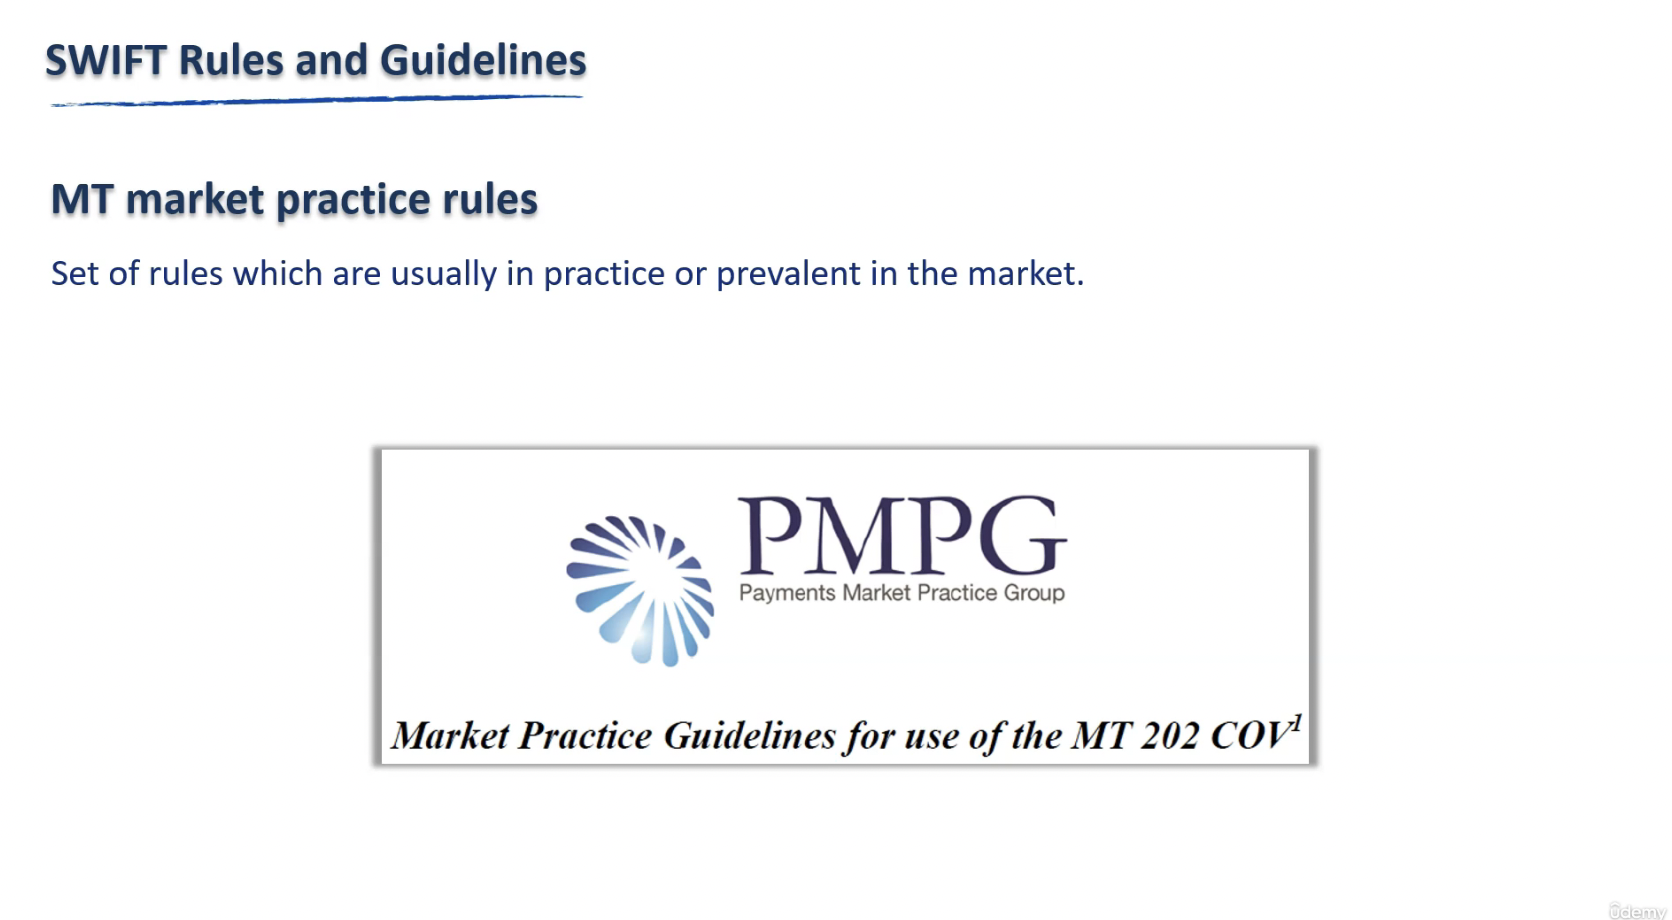 SWIFT Rules and Guidelines
MT market practice rules
Set of rules which are usually in practice or prevalent in the market.
PMPG
Payments Market Practice Group
Market Practice Guidelines for use of the MT 202 COV¹
ûdemy